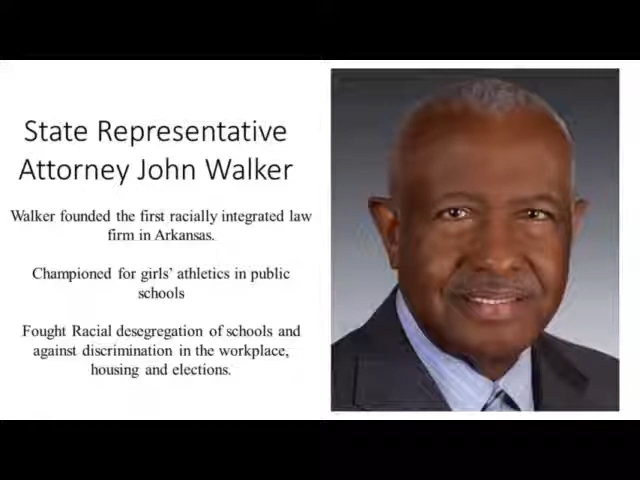 State Representative
Attorney John Walker
Walker founded the first racially integrated law
firm in Arkansas.
Championed for girls' athletics in public
schools
Fought Racial desegregation of schools and
against discrimination in the workplace,
housing and elections.